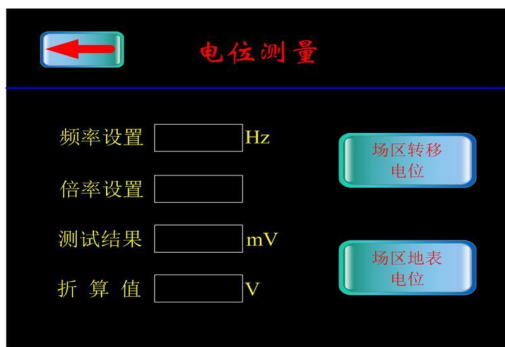 电位测量
频率设置 Hz
场区转移
电位
倍率设置
测试结果 mV
场区地表
电位
折算值 V